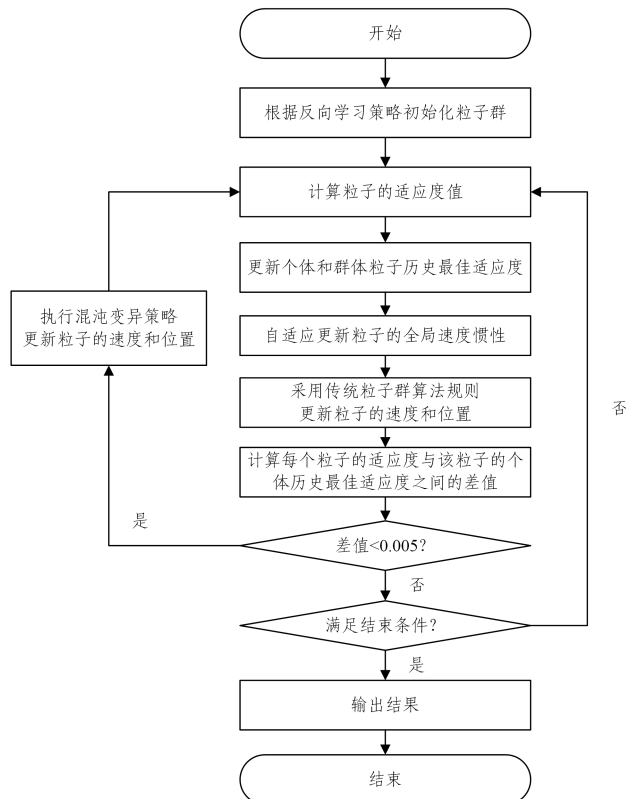 开始
根据反向学习策略初始化粒子群
计算粒子的适应度值
更新个体和群体粒子历史最佳适应度
执行混沌变异策略
更新粒子的速度和位置
自适应更新粒子的全局速度惯性
采用传统粒子群算法规则
更新粒子的速度和位置
否
计算每个粒子的适应度与该粒子的个
体历史最佳适应度之间的差值
是
差值<0.005?
否
满足结束条件?
是
输出结果
结束